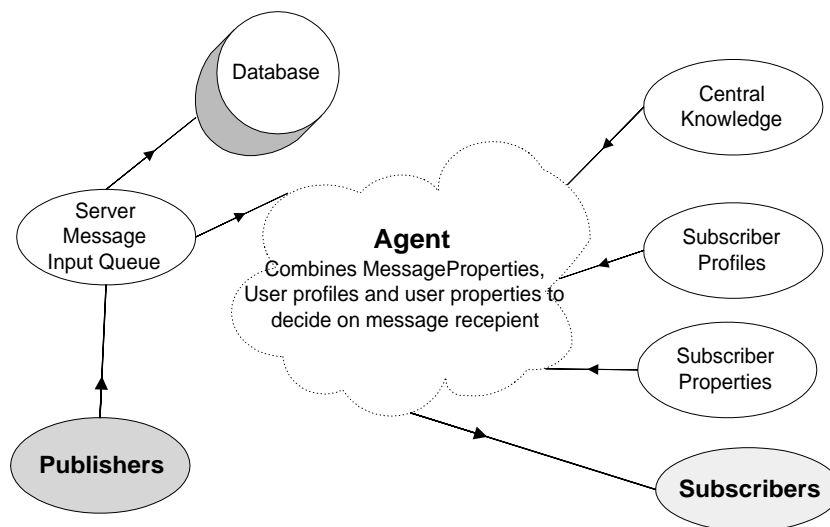 Database
Central
Knowledge
Server
Message
Input Queue
Agent
Combines MessageProperties,
User profiles and user properties to
decide on message recepient
Subscriber
Profiles
Subscriber
Properties
Publishers
Subscribers